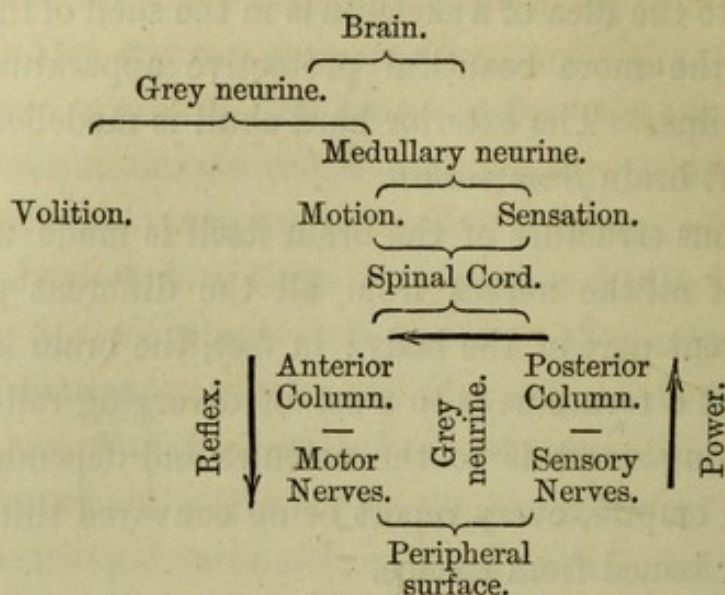 Brain.
Grey neurine.
Medullary neurine.
Volition.
Motion.
Sensation.
Spinal Cord.
Reflex.
Anterior
Column.
—
Motor
Nerves.
Grey
neurine.
Posterior
Column.
—
Sensory
Nerves.
Power.
Peripheral
surface.